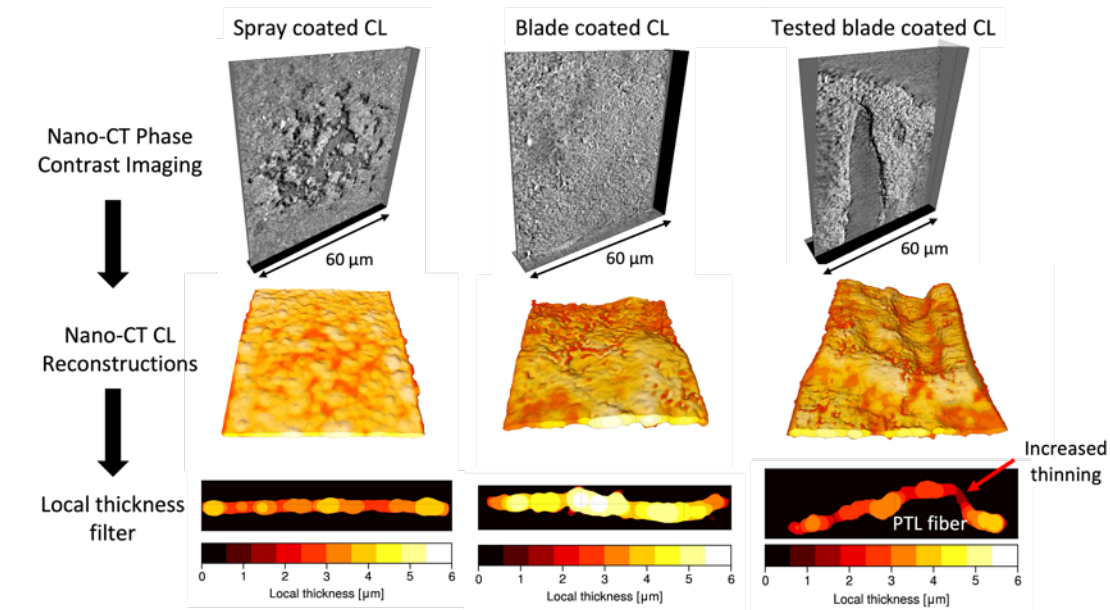 Spray coated CL
Blade coated CL
Tested blade coated CL
Nano-CT Phase
Contrast Imaging
60 µm
60 µm
60 µm
Nano-CT CL
Reconstructions
Increased
thinning
Local thickness
filter
PTL fiber
0 1 2 3 4 5 6
Local thickness [µm]
0 1 2 3 4 5 6
Local thickness [µm]
0 1 2 3 4 5 6
Local thickness [µm]